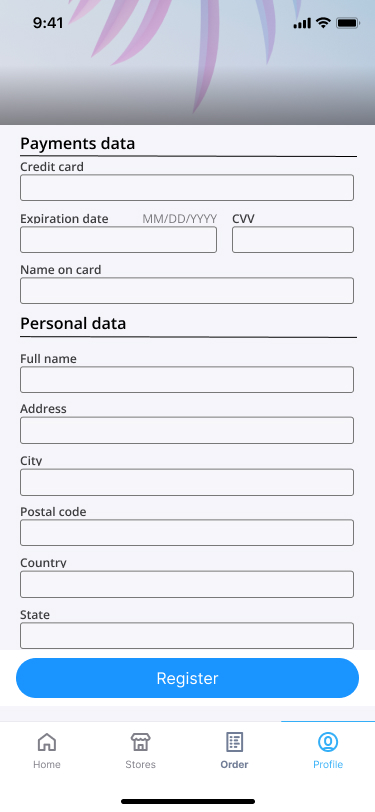 9:41
Payments data
Credit card
Expiration date MM/DD/YYYY CVV
Name on card
Personal data
Full name
Address
City
Postal code
Country
State
Register
Home Stores Order Profile